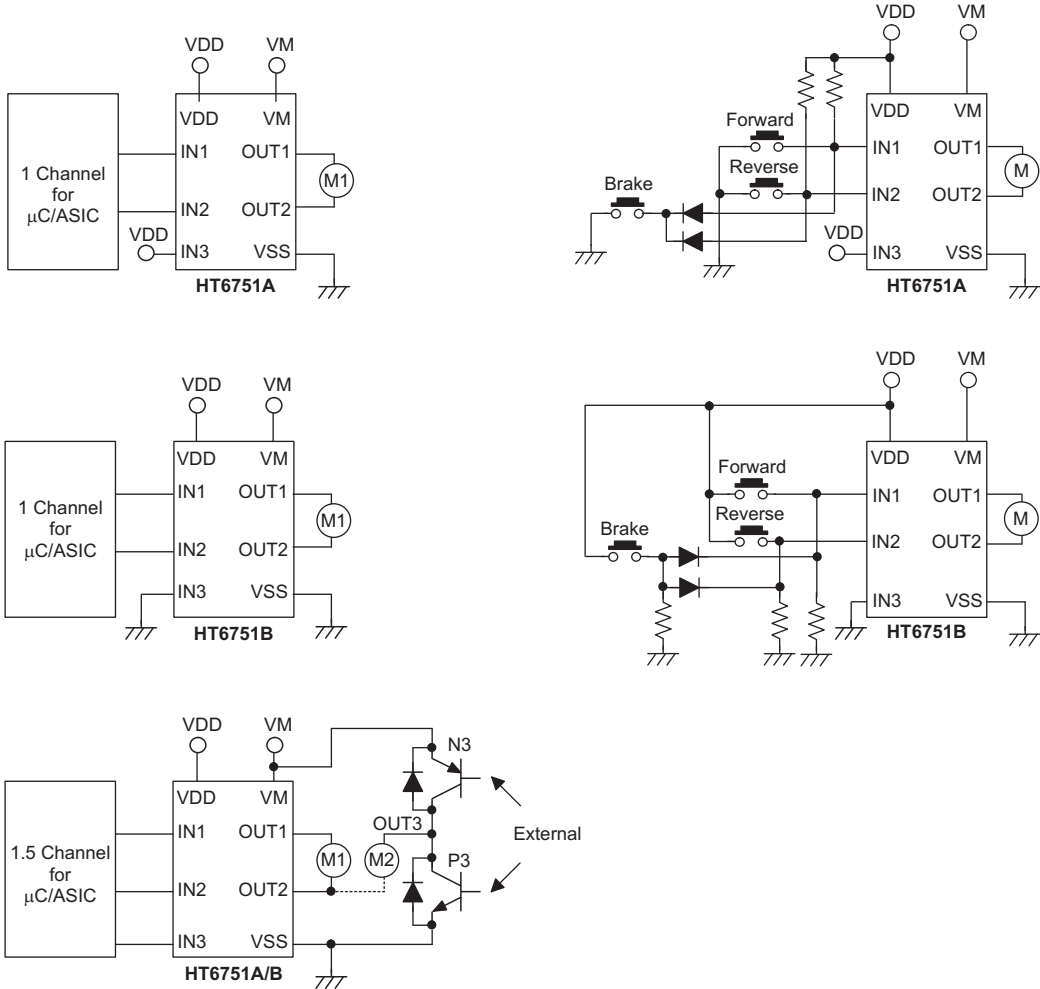 VDD
VM
VDD
VM
IN1
OUT1
1 Channel
for
μC/ASIC
M1
IN2
OUT2
VDD
IN3
VSS
HT6751A
VDD
VM
VDD
VM
Forward
IN1
OUT1
Reverse
M
Brake
IN2
OUT2
VDD
IN3
VSS
HT6751A
VDD
VM
VDD
VM
IN1
OUT1
1 Channel
for
μC/ASIC
M1
IN2
OUT2
IN3
VSS
HT6751B
VDD
VM
VDD
VM
Forward
IN1
OUT1
Reverse
M
Brake
IN2
OUT2
IN3
VSS
HT6751B
VDD
VM
N3
VDD
VM
OUT3
External
IN1
OUT1
1.5 Channel
for
μC/ASIC
M1
M2
P3
IN2
OUT2
IN3
VSS
HT6751A/B